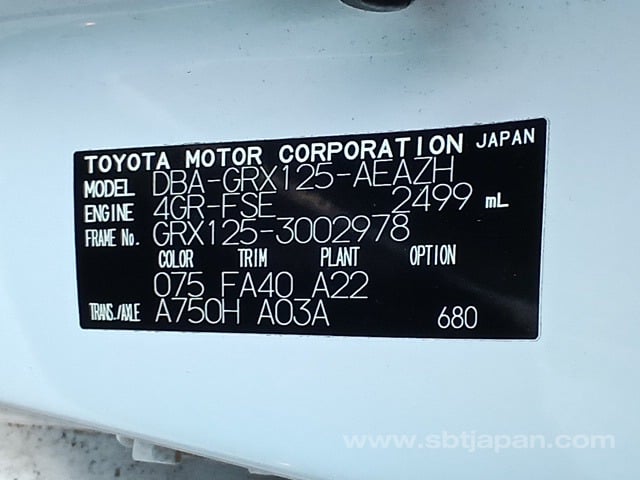 TOYOTA MOTOR CORPORATION JAPAN
MODEL DBA-GRX125-AEAZH
ENGINE 4GR-FSE 2499 mL
FRAME No. GRX125-3002978
COLOR TRIM PLANT OPTION
075 FA40 A22
TRANS./AXLE A750H A03A 680
www.sbtjapan.com